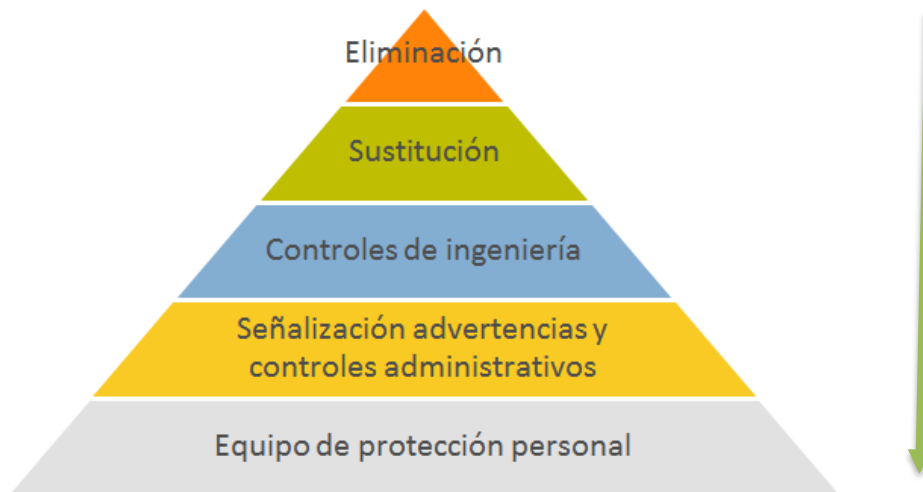 Eliminación
Sustitución
Controles de ingeniería
Señalización advertencias y
controles administrativos
Equipo de protección personal